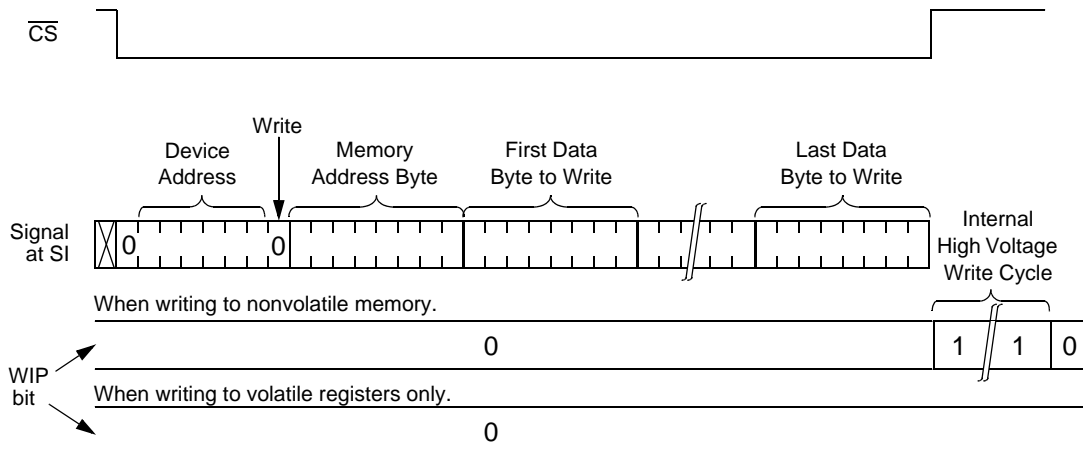 CS
Write
Device
Address
Memory
Address Byte
First Data
Byte to Write
Last Data
Byte to Write
Signal
at SI
0
0
Internal
High Voltage
Write Cycle
When writing to nonvolatile memory.
0
1
1
0
WIP
bit
When writing to volatile registers only.
0